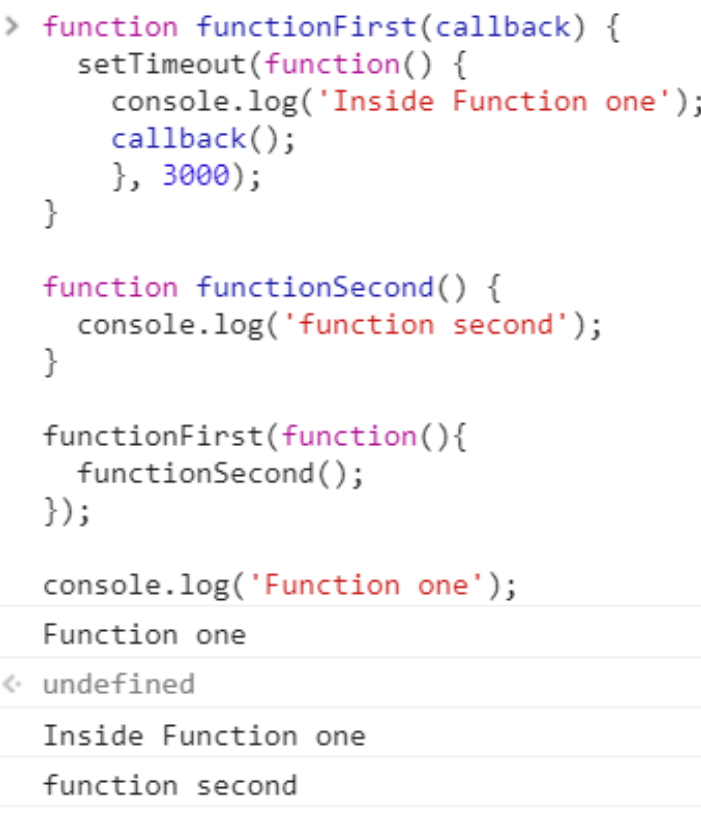 > function functionFirst(callback) {
setTimeout(function() {
console.log('Inside Function one');
callback();
}, 3000);
}
function functionSecond() {
console.log('function second');
}
functionFirst(function(){
functionSecond();
});
console.log('Function one');
Function one
undefined
Inside Function one
function second